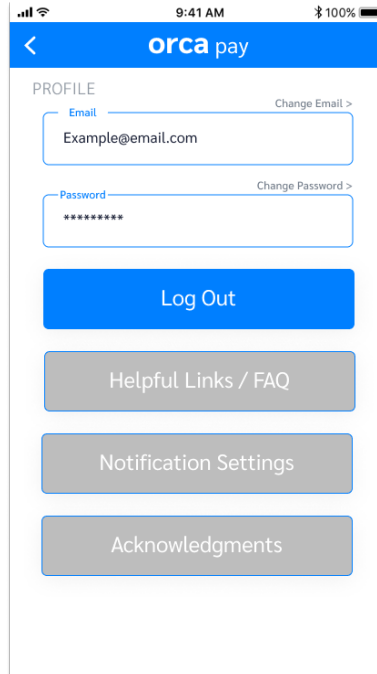 9:41 AM 100%
orca pay
PROFILE
Change Email >
Email
Example@email.com
Change Password >
Password
*********
Log Out
Helpful Links / FAQ
Notification Settings
Acknowledgments